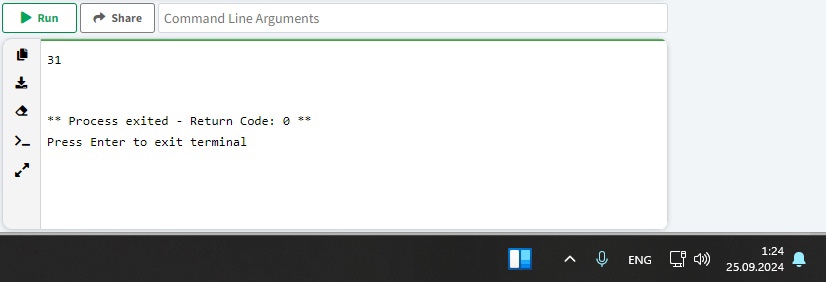 Run
Share
Command Line Arguments
31
** Process exited - Return Code: 0 **
Press Enter to exit terminal
ENG
1:24
25.09.2024